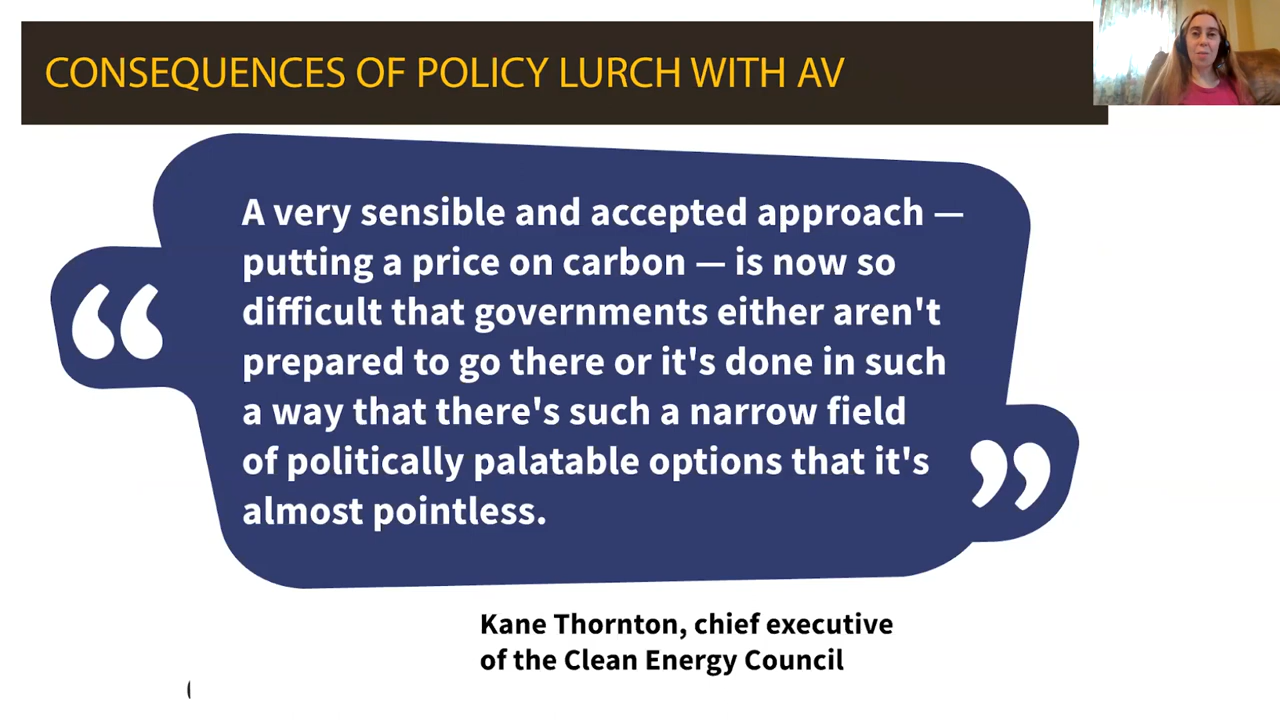 CONSEQUENCES OF POLICY LURCH WITH AV
A very sensible and accepted approach —
putting a price on carbon — is now so
difficult that governments either aren't
prepared to go there or it's done in such
a way that there's such a narrow field
of politically palatable options that it's
almost pointless.
Kane Thornton, chief executive
of the Clean Energy Council
(